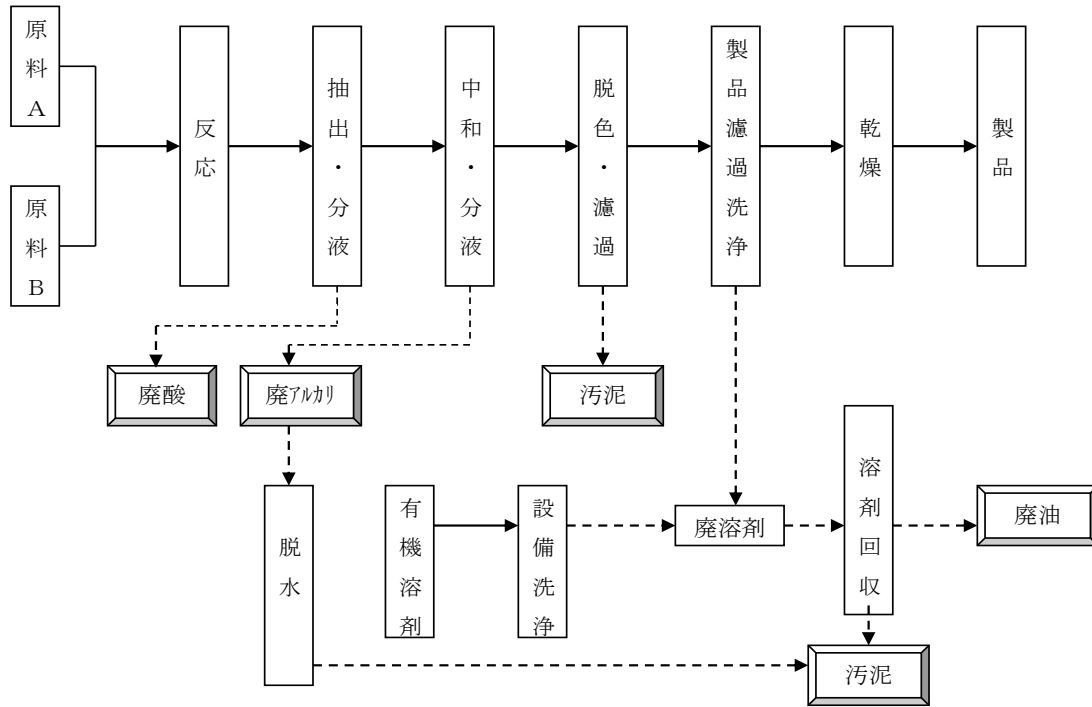 原料A
原料B
反応
抽出・分液
中和・分液
脱色・濾過
製品濾過洗浄
乾燥
製品
廃酸
廃ｱﾙｶﾘ
汚泥
脱水
有機溶剤
設備洗浄
廃溶剤
溶剤回収
廃油
汚泥